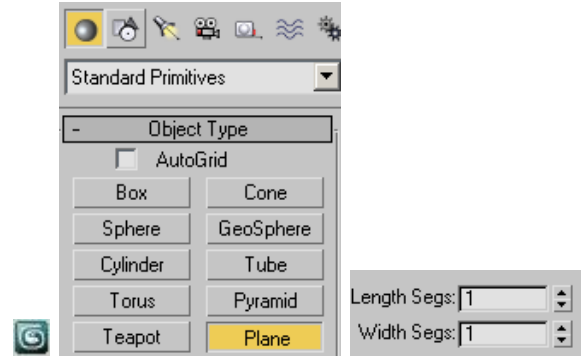 Standard Primitives
- Object Type
AutoGrid
Box Cone
Sphere GeoSphere
Cylinder Tube
Torus Pyramid
Teapot Plane
Length Segs: 1
Width Segs: 1